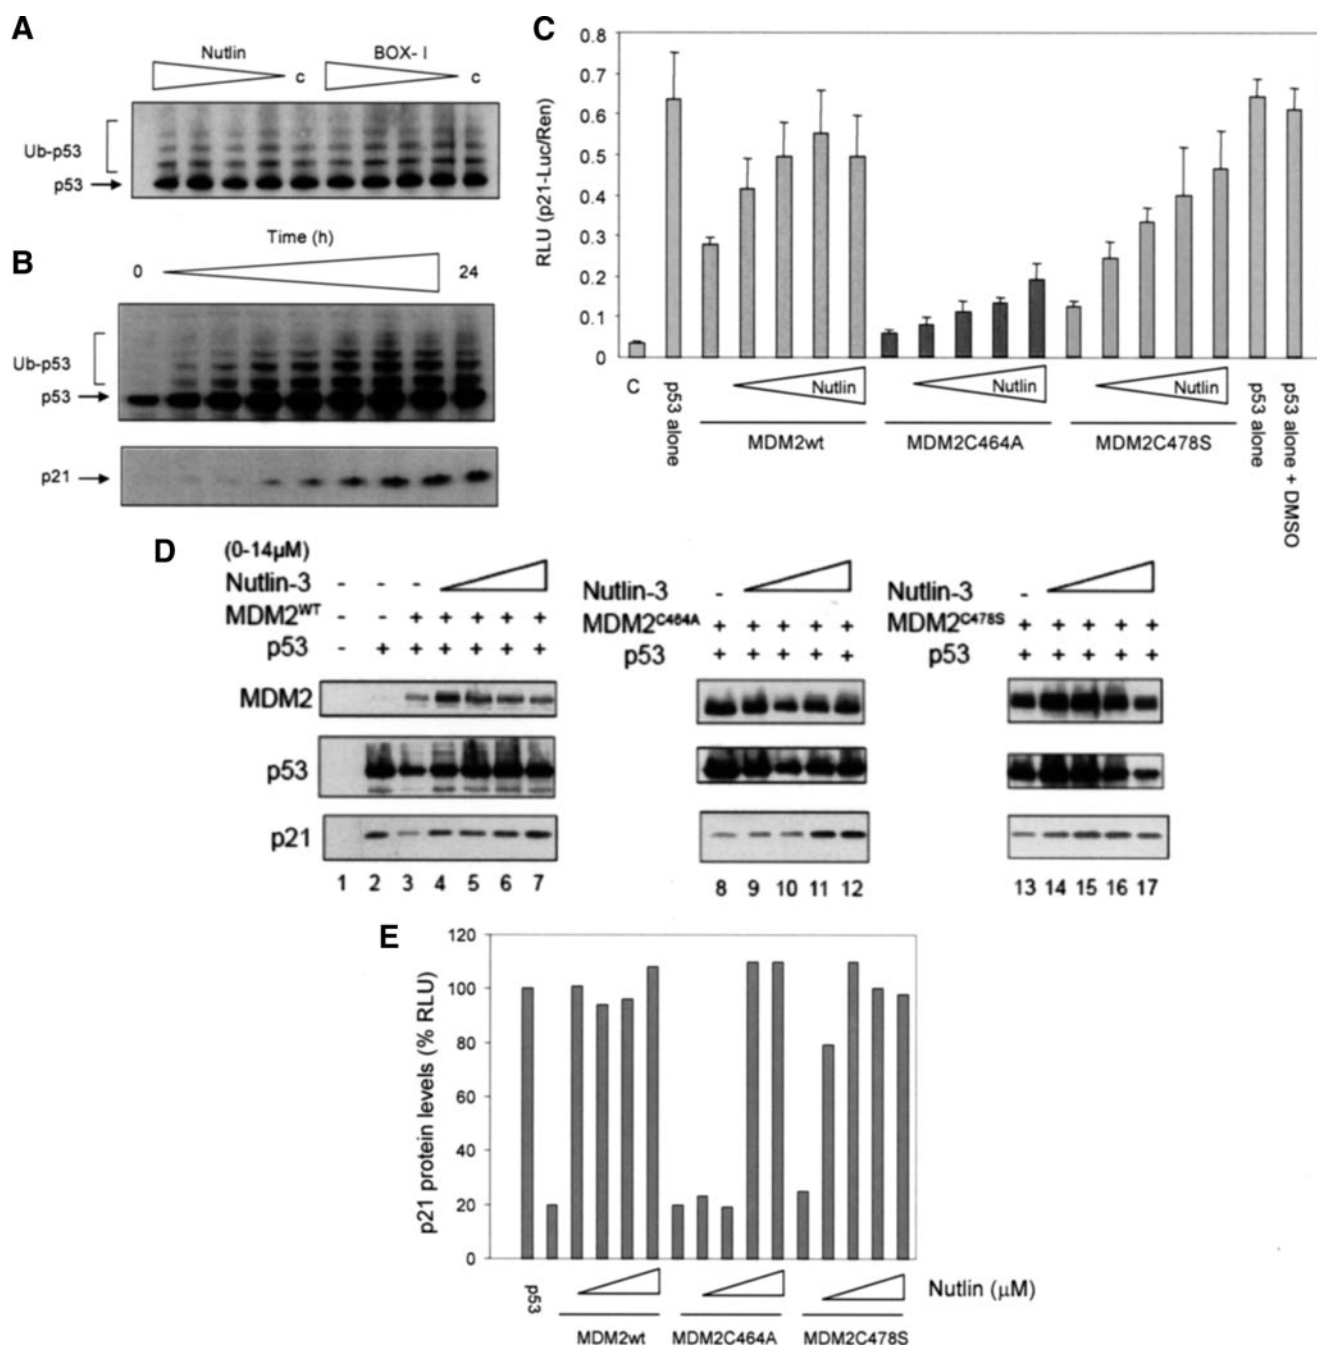 A
Nutlin
BOX- I
c
c
Ub-p53
p53
B
Time (h)
0
24
Ub-p53
p53
p21
C
RLU (p21-Luc/Ren)
0.8
0.7
0.6
0.5
0.4
0.3
0.2
0.1
0
C
p53 alone
Nutlin
Nutlin
Nutlin
p53 alone
p53 alone + DMSO
MDM2wt
MDM2C464A
MDM2C478S
D
(0-14μM)
Nutlin-3 - - -
MDM2WT - - + + + + +
p53 - + + + + + +
MDM2
p53
p21
1 2 3 4 5 6 7
Nutlin-3 -
MDM2C464A + + + + +
p53 + + + + +
8 9 10 11 12
Nutlin-3 -
MDM2C478S + + + + +
p53 + + + + +
13 14 15 16 17
E
p21 protein levels (% RLU)
120
100
80
60
40
20
0
p53
Nutlin (μM)
MDM2wt
MDM2C464A
MDM2C478S